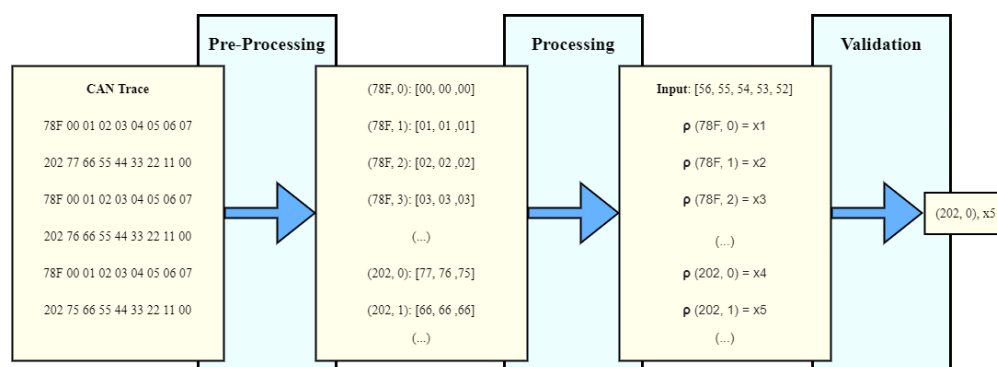 Pre-Processing
Processing
Validation
CAN Trace
78F 00 01 02 03 04 05 06 07
202 77 66 55 44 33 22 11 00
78F 00 01 02 03 04 05 06 07
202 76 66 55 44 33 22 11 00
78F 00 01 02 03 04 05 06 07
202 75 66 55 44 33 22 11 00
(78F, 0): [00, 00 ,00]
(78F, 1): [01, 01 ,01]
(78F, 2): [02, 02 ,02]
(78F, 3): [03, 03 ,03]
(...)
(202, 0): [77, 76 ,75]
(202, 1): [66, 66 ,66]
(...)
Input: [56, 55, 54, 53, 52]
ρ (78F, 0) = x1
ρ (78F, 1) = x2
ρ (78F, 2) = x3
(...)
ρ (202, 0) = x4
ρ (202, 1) = x5
(...)
(202, 0), x5